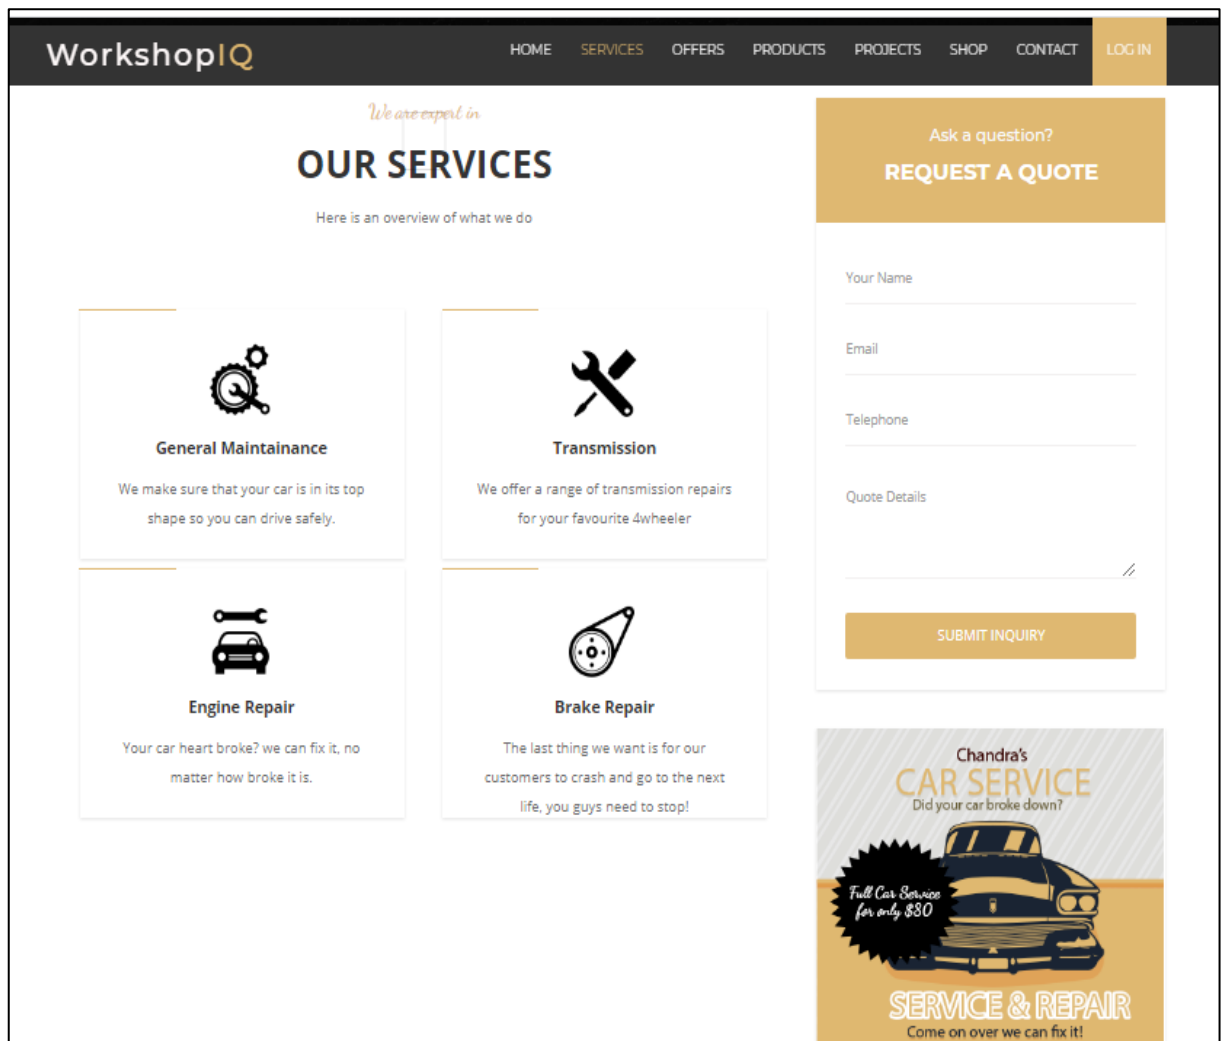 WorkshopIQ
HOME SERVICES OFFERS PRODUCTS PROJECTS SHOP CONTACT LOG IN
We are expert in
OUR SERVICES
Here is an overview of what we do
General Maintainance
We make sure that your car is in its top
shape so you can drive safely.
Transmission
We offer a range of transmission repairs
for your favourite 4wheeler
Engine Repair
Your car heart broke? we can fix it, no
matter how broke it is.
Brake Repair
The last thing we want is for our
customers to crash and go to the next
life, you guys need to stop!
Ask a question?
REQUEST A QUOTE
Your Name
Email
Telephone
Quote Details
SUBMIT INQUIRY
Chandra's
CAR SERVICE
Did your car broke down?
Full Car Service
for only $80
SERVICE & REPAIR
Come on over we can fix it!